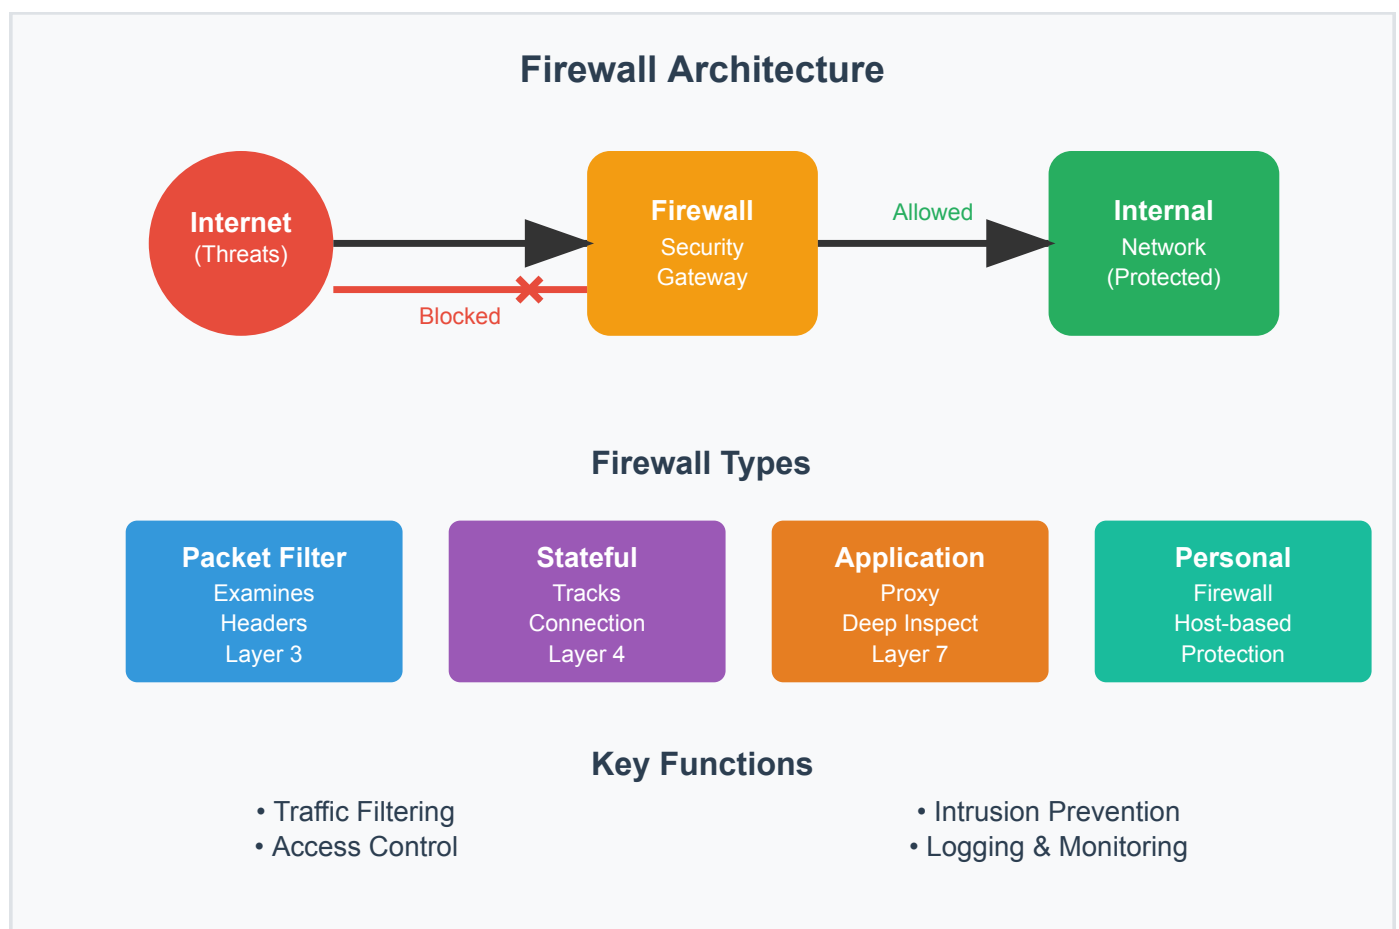 Firewall Architecture
Internet
(Threats)
Blocked
Firewall
Security
Gateway
Allowed
Internal
Network
(Protected)
Firewall Types
Packet Filter
Examines
Headers
Layer 3
Stateful
Tracks
Connection
Layer 4
Application
Proxy
Deep Inspect
Layer 7
Personal
Firewall
Host-based
Protection
Key Functions
• Traffic Filtering
• Access Control
• Intrusion Prevention
• Logging & Monitoring